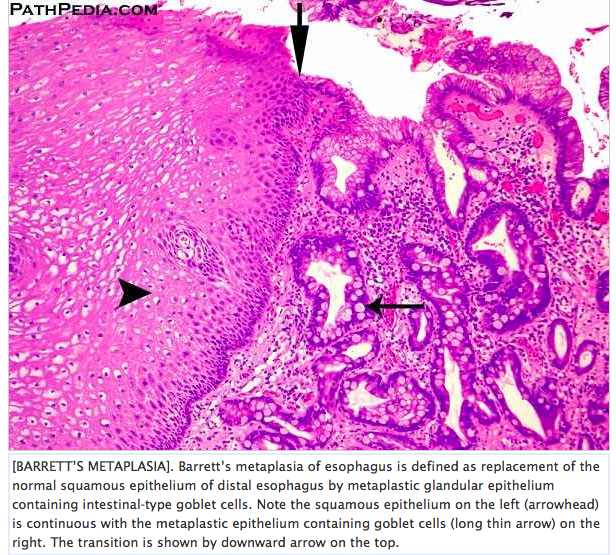 PATHPEDIA.COM
[BARRETT'S METAPLASIA]. Barrett's metaplasia of esophagus is defined as replacement of the
normal squamous epithelium of distal esophagus by metaplastic glandular epithelium
containing intestinal-type goblet cells. Note the squamous epithelium on the left (arrowhead)
is continuous with the metaplastic epithelium containing goblet cells (long thin arrow) on the
right. The transition is shown by downward arrow on the top.